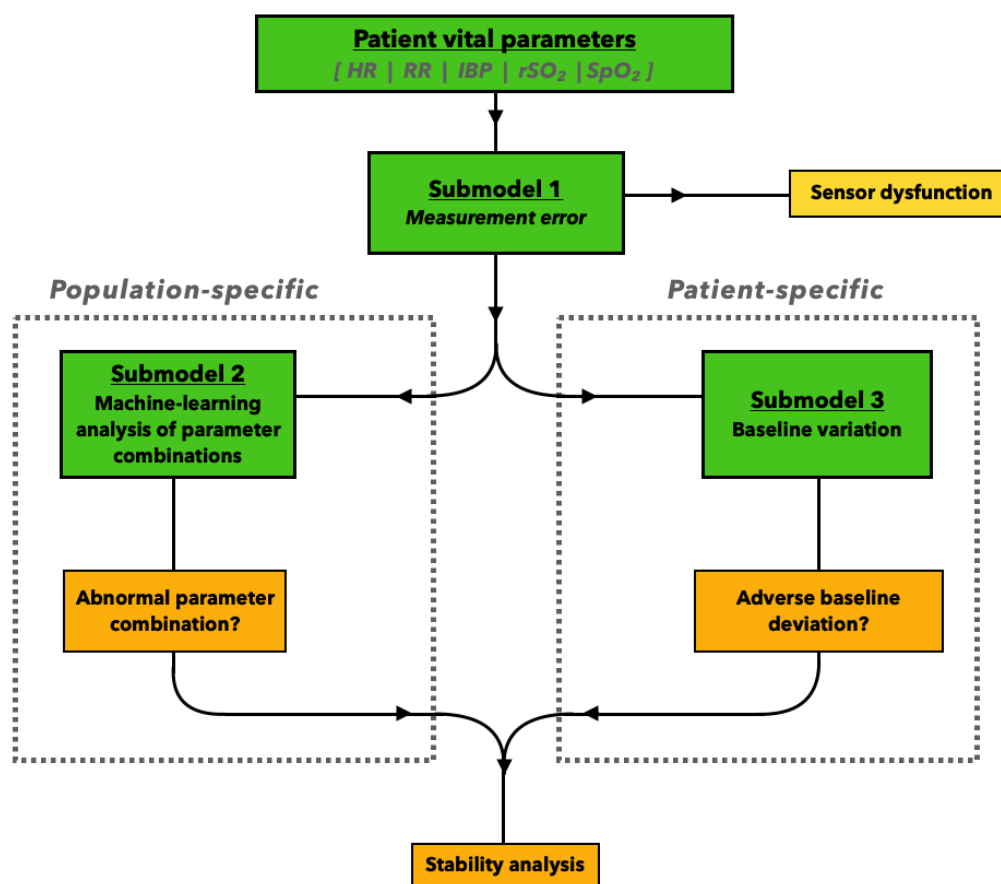 Patient vital parameters
[ HR | RR | IBP | rSO₂ | SpO₂ ]
Submodel 1
Measurement error
Sensor dysfunction
Population-specific
Patient-specific
Submodel 2
Machine-learning
analysis of parameter
combinations
Submodel 3
Baseline variation
Abnormal parameter
combination?
Adverse baseline
deviation?
Stability analysis